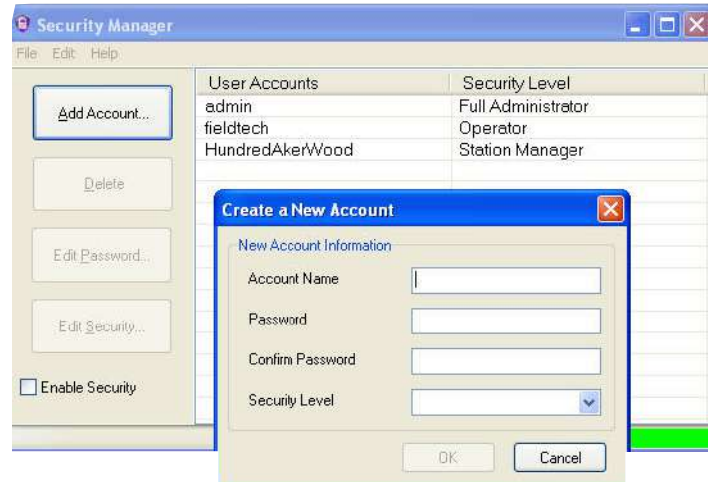 Security Manager
File Edit Help
Add Account...
Delete
Edit Password...
Edit Security...
Enable Security
User Accounts Security Level
admin Full Administrator
fieldtech Operator
HundredAkerWood Station Manager
Create a New Account
New Account Information
Account Name
Password
Confirm Password
Security Level
OK Cancel